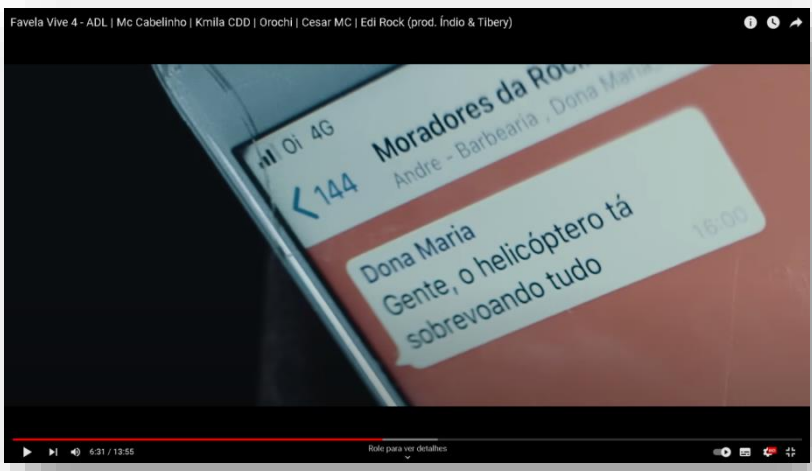 Favela Vive 4 - ADL | Mc Cabelinho | Kmila CDD | Orochi | Cesar MC | Edi Rock (prod. Índio & Tibery)
Oi 4G
144
Moradores da
Andre - Barbearia , Dona Maria
Dona Maria
Gente, o helicóptero tá
sobrevoando tudo
16:00
6:31 / 13:55
Role para ver detalhes